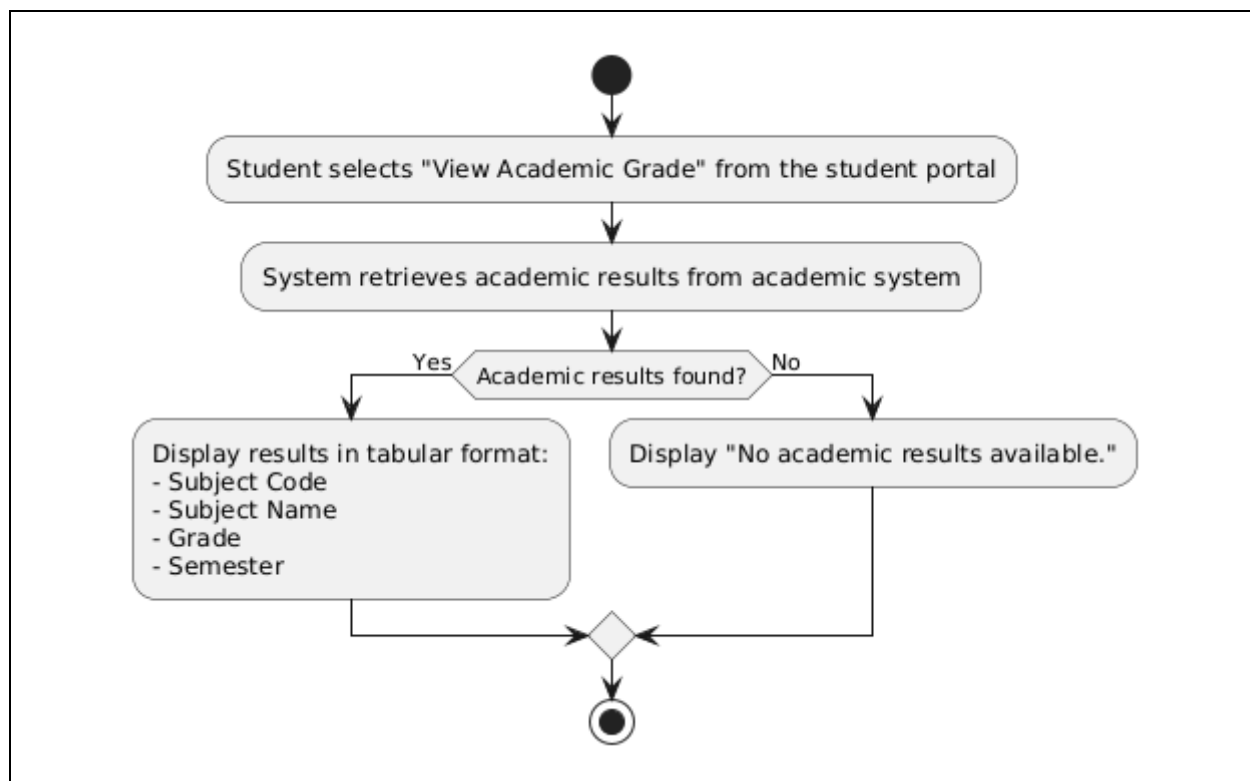 Student selects "View Academic Grade" from the student portal
System retrieves academic results from academic system
Yes
Academic results found?
No
Display results in tabular format:
- Subject Code
- Subject Name
- Grade
- Semester
Display "No academic results available."